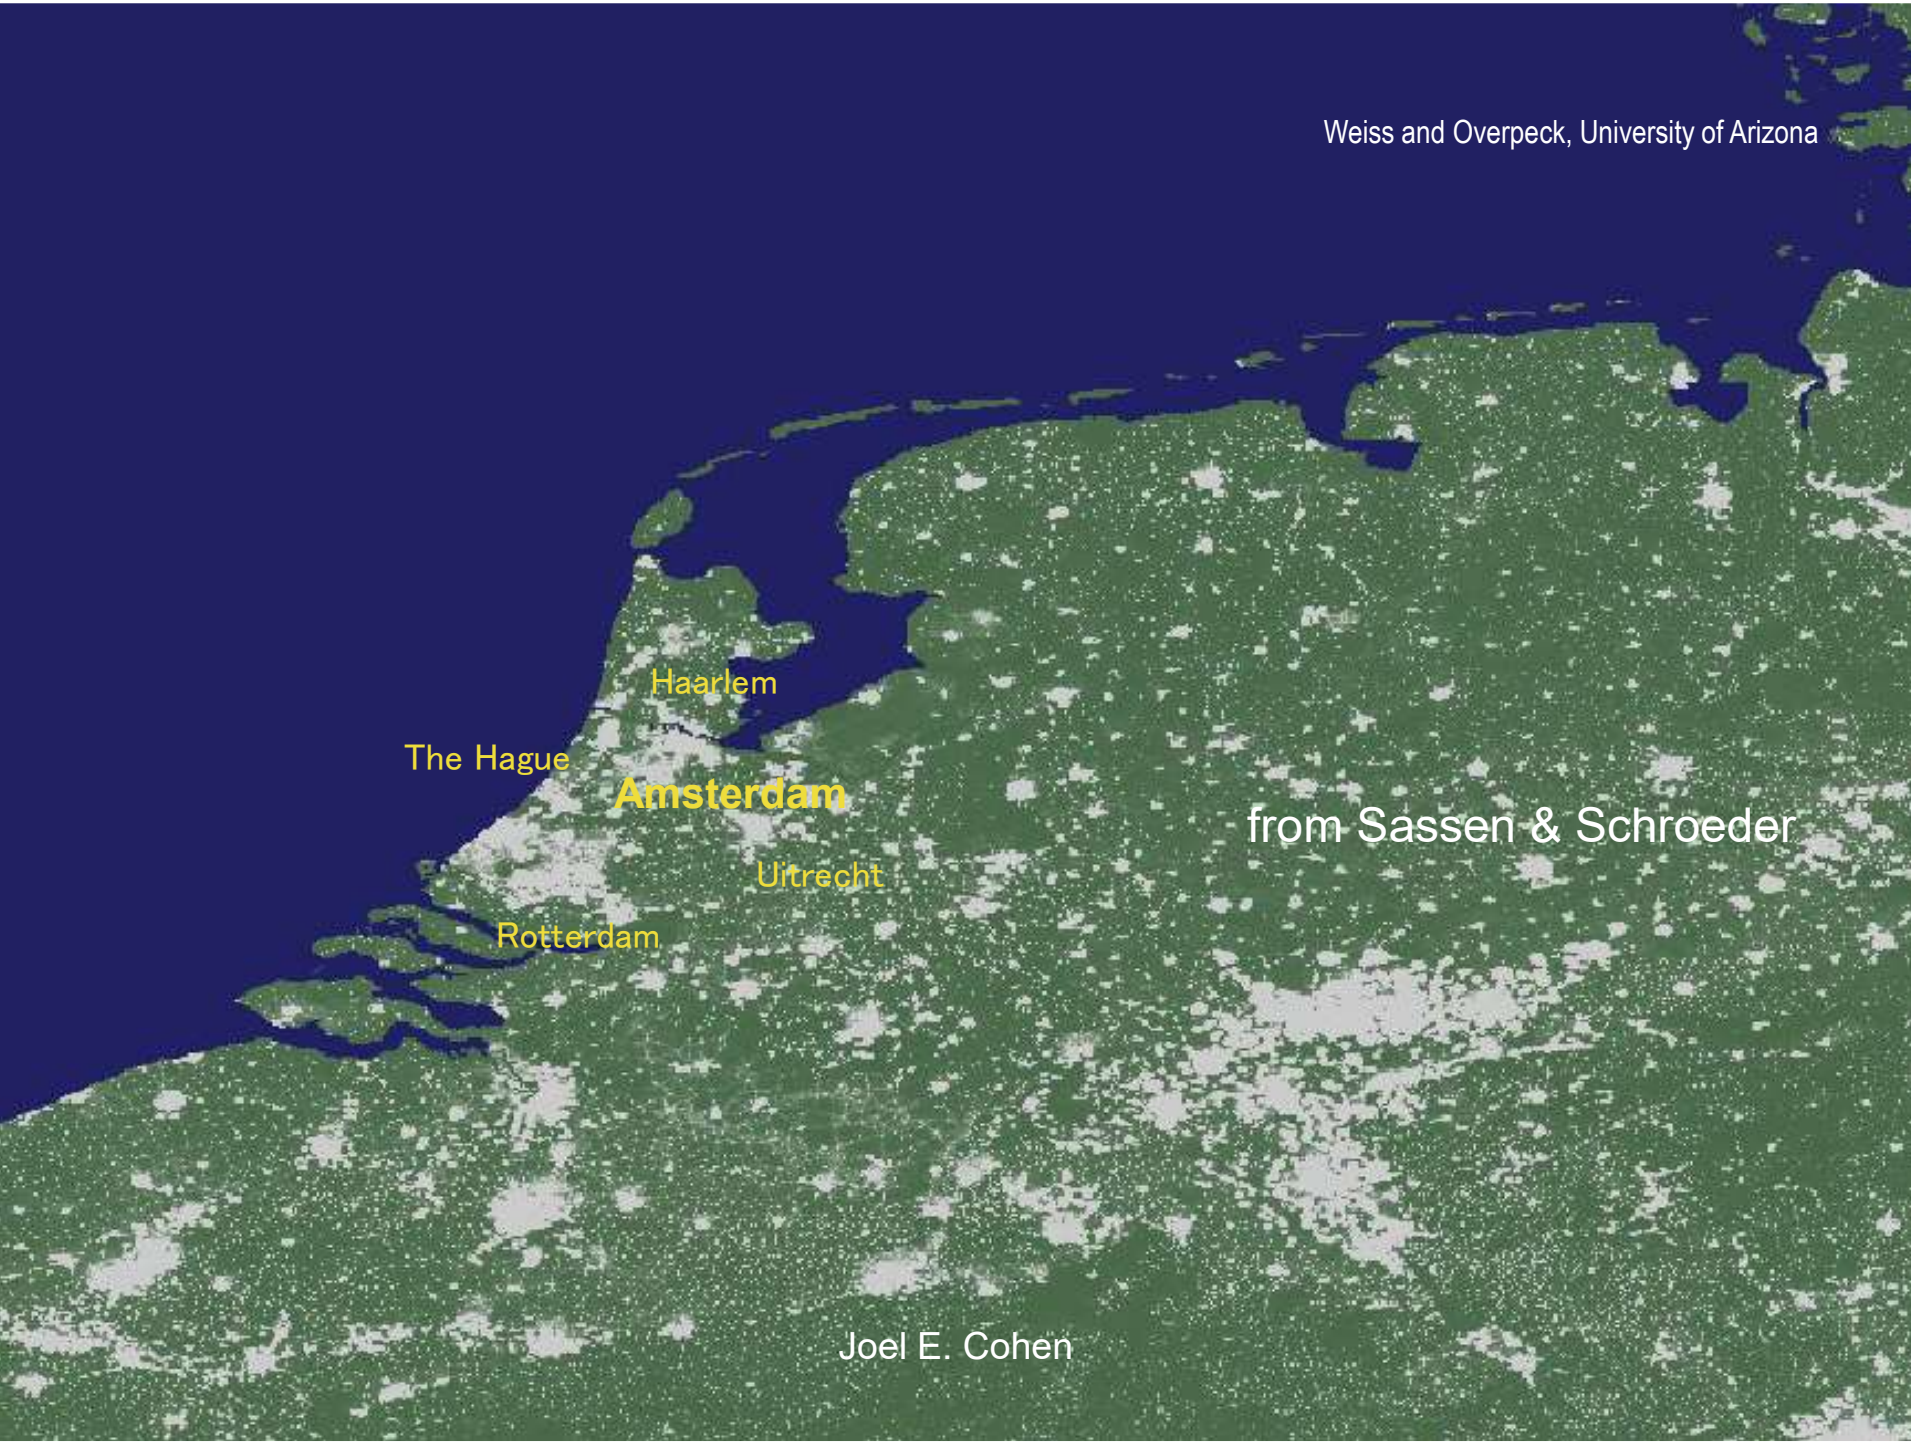 Weiss and Overpeck, University of Arizona
Haarlem
The Hague
Amsterdam
from Sassen & Schroeder
Uitrecht
Rotterdam
Joel E. Cohen